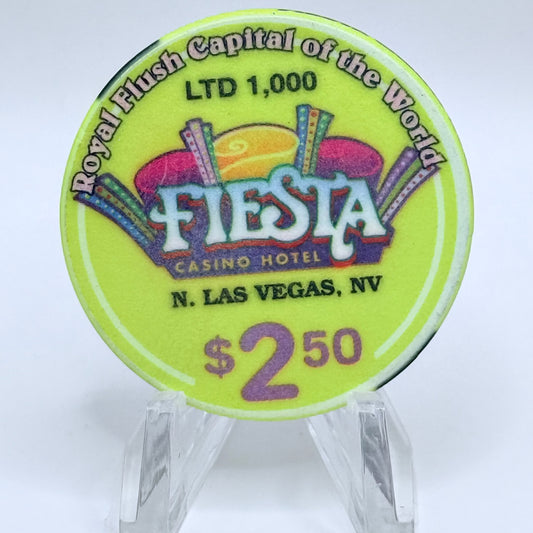 Royal Flush Capital of the World
LTD 1,000
FIESTA
CASINO HOTEL
N. LAS VEGAS, NV
$2.50